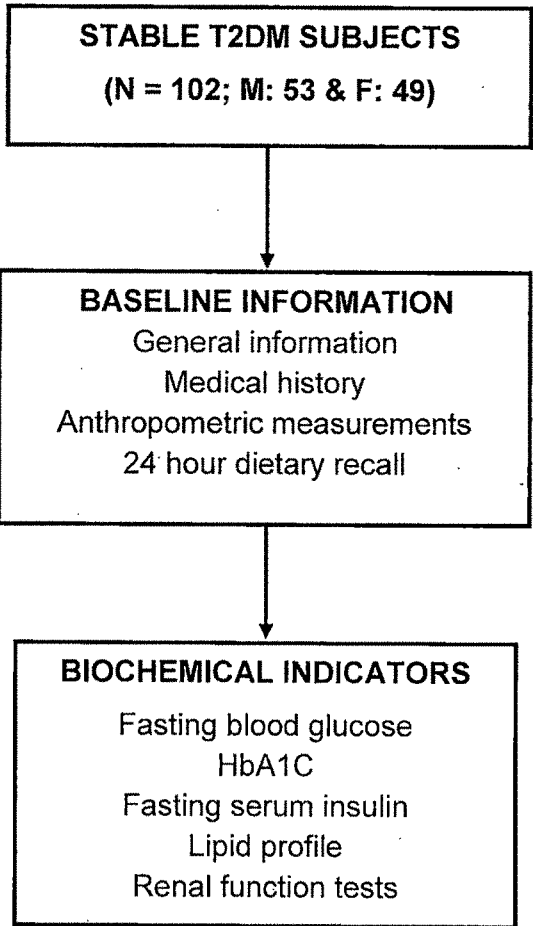 STABLE T2DM SUBJECTS
(N = 102; M: 53 & F: 49)
BASELINE INFORMATION
General information
Medical history
Anthropometric measurements
24 hour dietary recall
BIOCHEMICAL INDICATORS
Fasting blood glucose
HbA1C
Fasting serum insulin
Lipid profile
Renal function tests